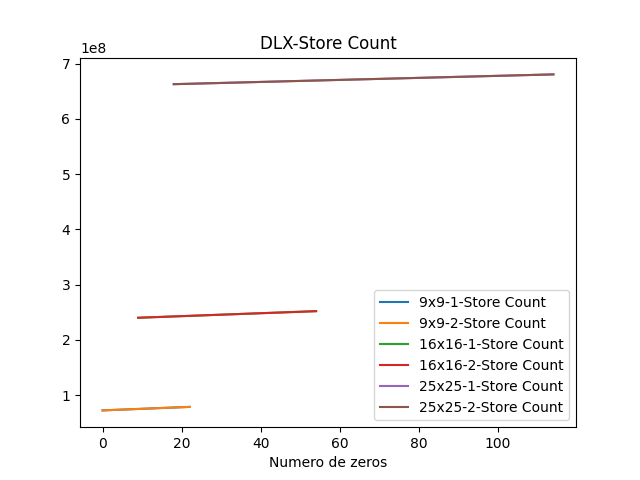 DLX-Store Count
1e8
7
6
5
4
3
2
1
9x9-1-Store Count
9x9-2-Store Count
16x16-1-Store Count
16x16-2-Store Count
25x25-1-Store Count
25x25-2-Store Count
0 20 40 60 80 100
Numero de zeros